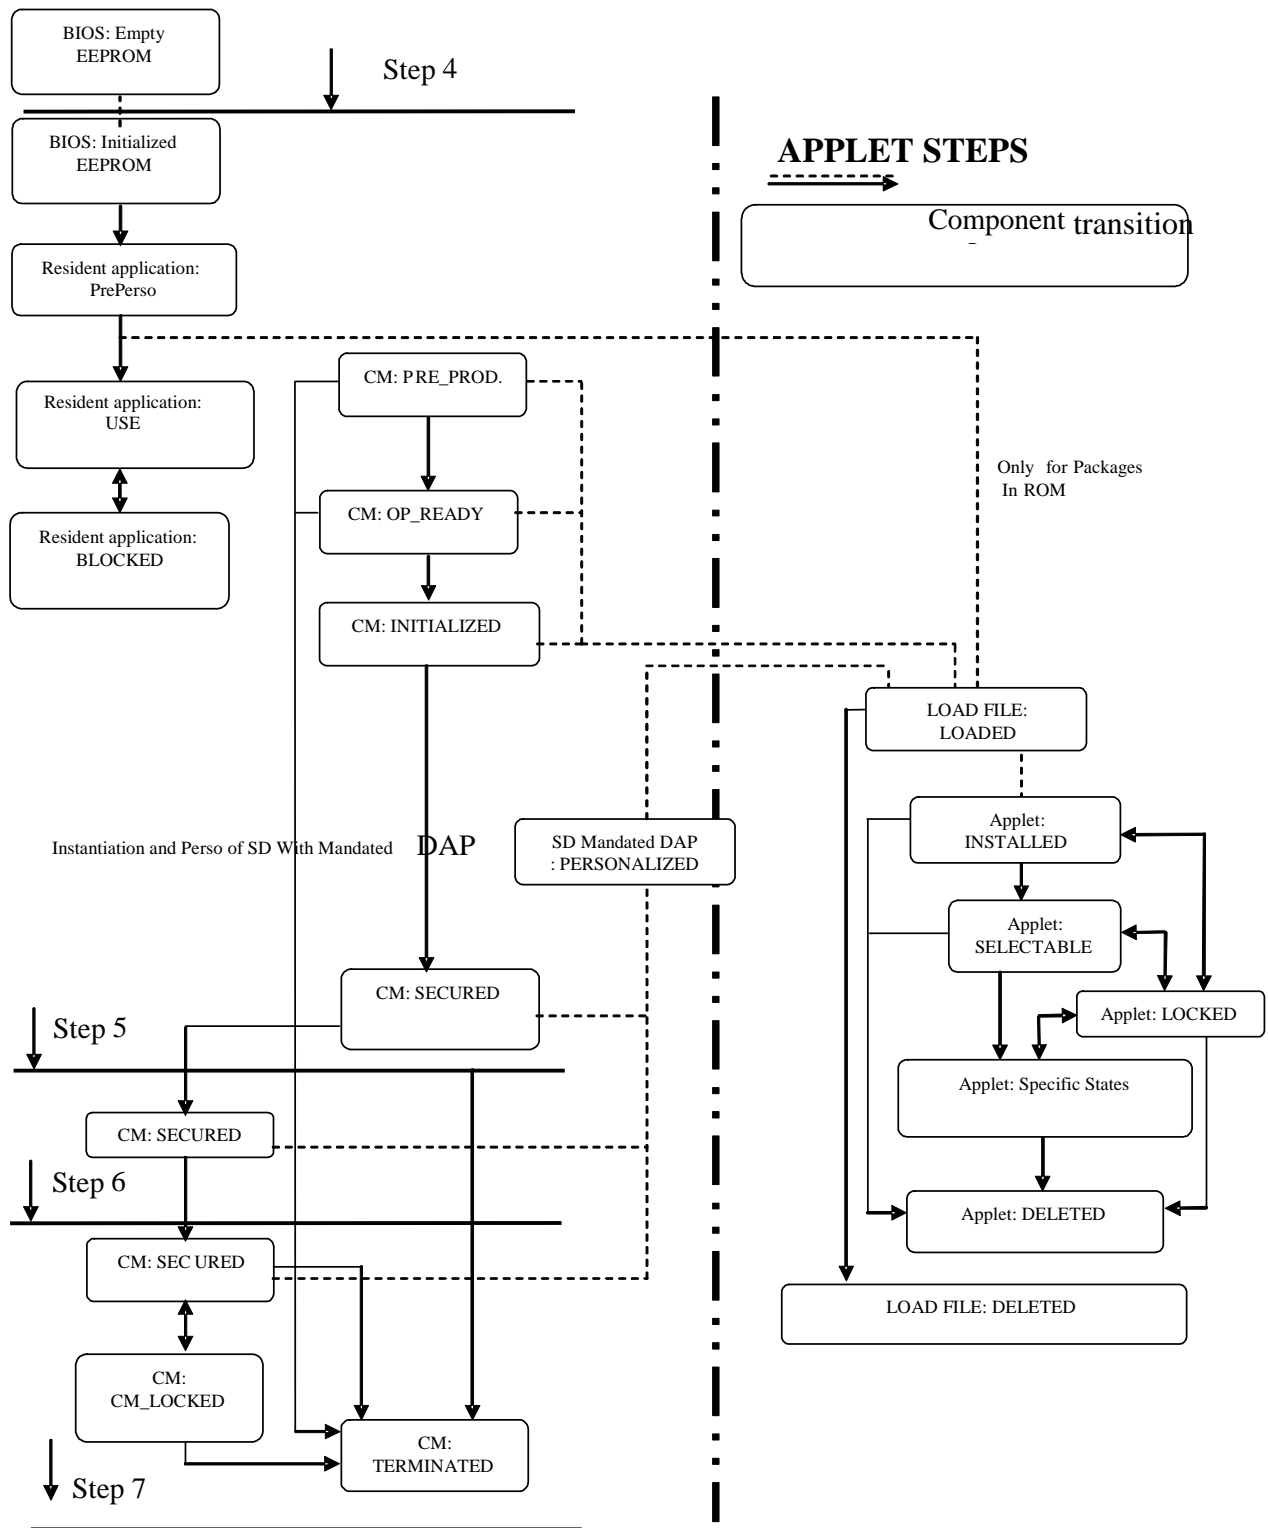 BIOS: Empty
EEPROM
Step 4
BIOS: Initialized
EEPROM
Resident application:
PrePerso
Resident application:
USE
Resident application:
BLOCKED
CM: PRE_PROD.
CM: OP_READY
CM: INITIALIZED
Instantiation and Perso of SD With Mandated DAP
SD Mandated DAP
: PERSONALIZED
CM: SECURED
Step 5
CM: SECURED
Step 6
CM: SECURED
CM:
CM_LOCKED
CM:
TERMINATED
Step 7
APPLET STEPS
Component transition
Only for Packages
In ROM
LOAD FILE:
LOADED
Applet:
INSTALLED
Applet:
SELECTABLE
Applet: LOCKED
Applet: Specific States
Applet: DELETED
LOAD FILE: DELETED